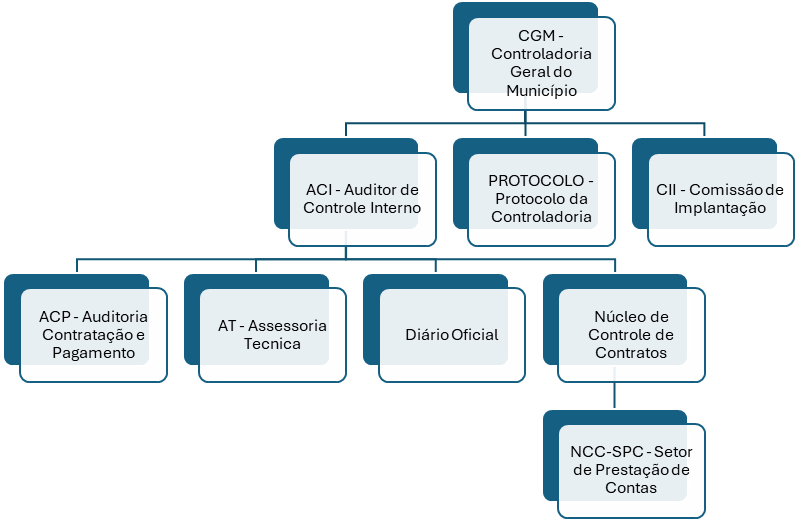 CGM -
Controladoria
Geral do
Município
ACI - Auditor de
Controle Interno
PROTOCOLO -
Protocolo da
Controladoria
CII - Comissão de
Implantação
ACP - Auditoria
Contratação e
Pagamento
AT - Assessoria
Tecnica
Diário Oficial
Núcleo de
Controle de
Contratos
NCC-SPC - Setor
de Prestação de
Contas